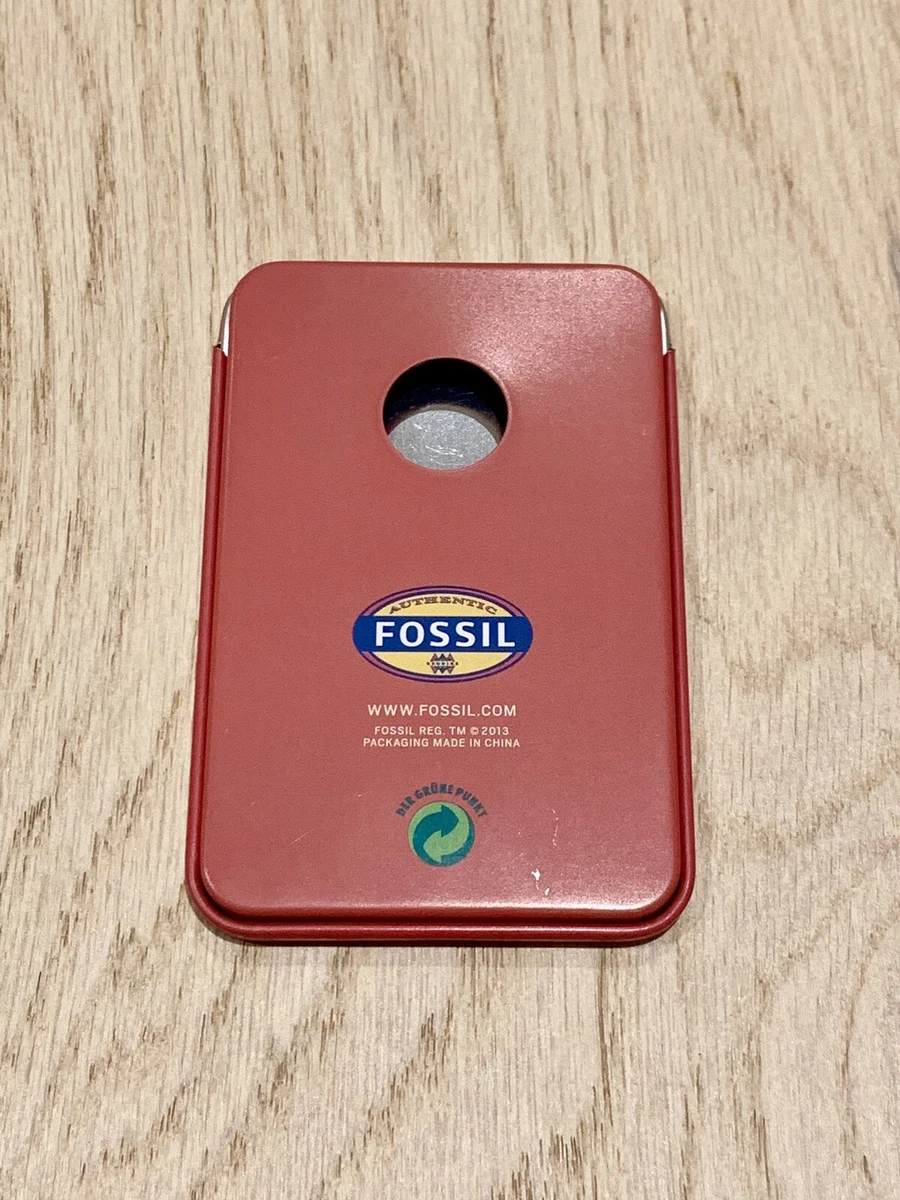 AUTHENTIC
FOSSIL
WWW.FOSSIL.COM
FOSSIL REG. TM © 2013
PACKAGING MADE IN CHINA
DER GRÜNE PUNKT